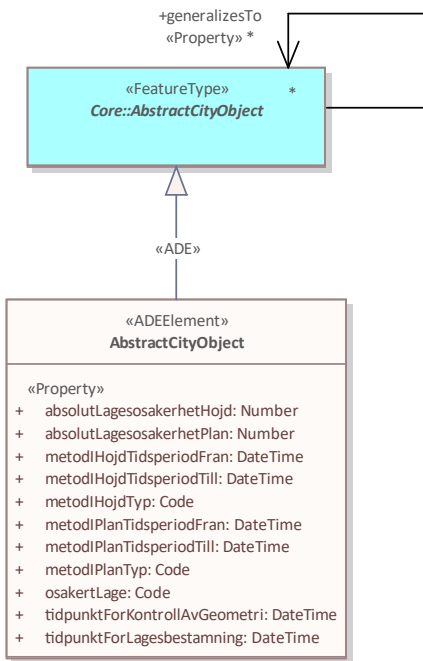 +generalizesTo
«Property» *
«FeatureType»
Core::AbstractCityObject
*
«ADE»
«ADEElement»
AbstractCityObject
«Property»
+ absolutLagesosakerhetHojd: Number
+ absolutLagesosakerhetPlan: Number
+ metodIHojdTidsperiodFran: DateTime
+ metodIHojdTidsperiodTill: DateTime
+ metodIHojdTyp: Code
+ metodIPlanTidsperiodFran: DateTime
+ metodIPlanTidsperiodTill: DateTime
+ metodIPlanTyp: Code
+ osakertLage: Code
+ tidpunktForKontrollAvGeometri: DateTime
+ tidpunktForLagesbestamning: DateTime